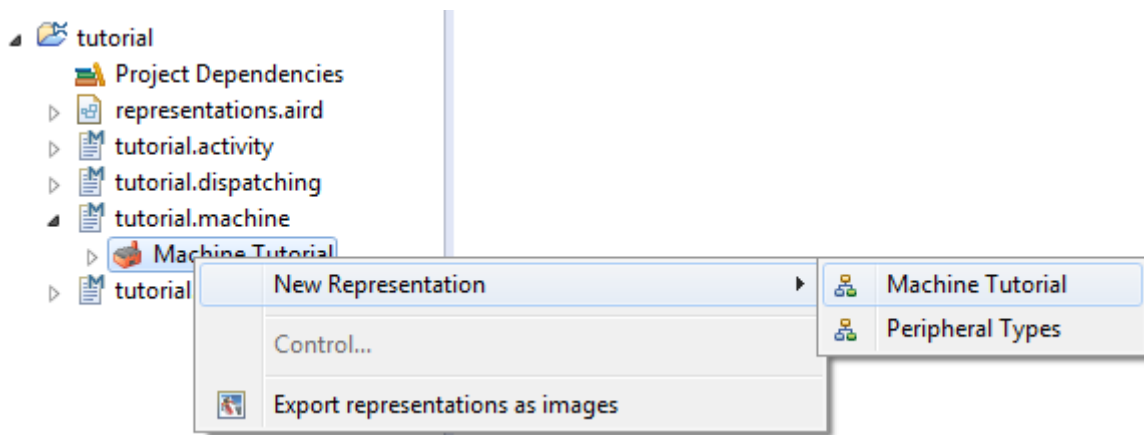 tutorial
Project Dependencies
representations.aird
tutorial.activity
tutorial.dispatching
tutorial.machine
Machine Tutorial
tutorial
New Representation
Machine Tutorial
Peripheral Types
Control...
Export representations as images